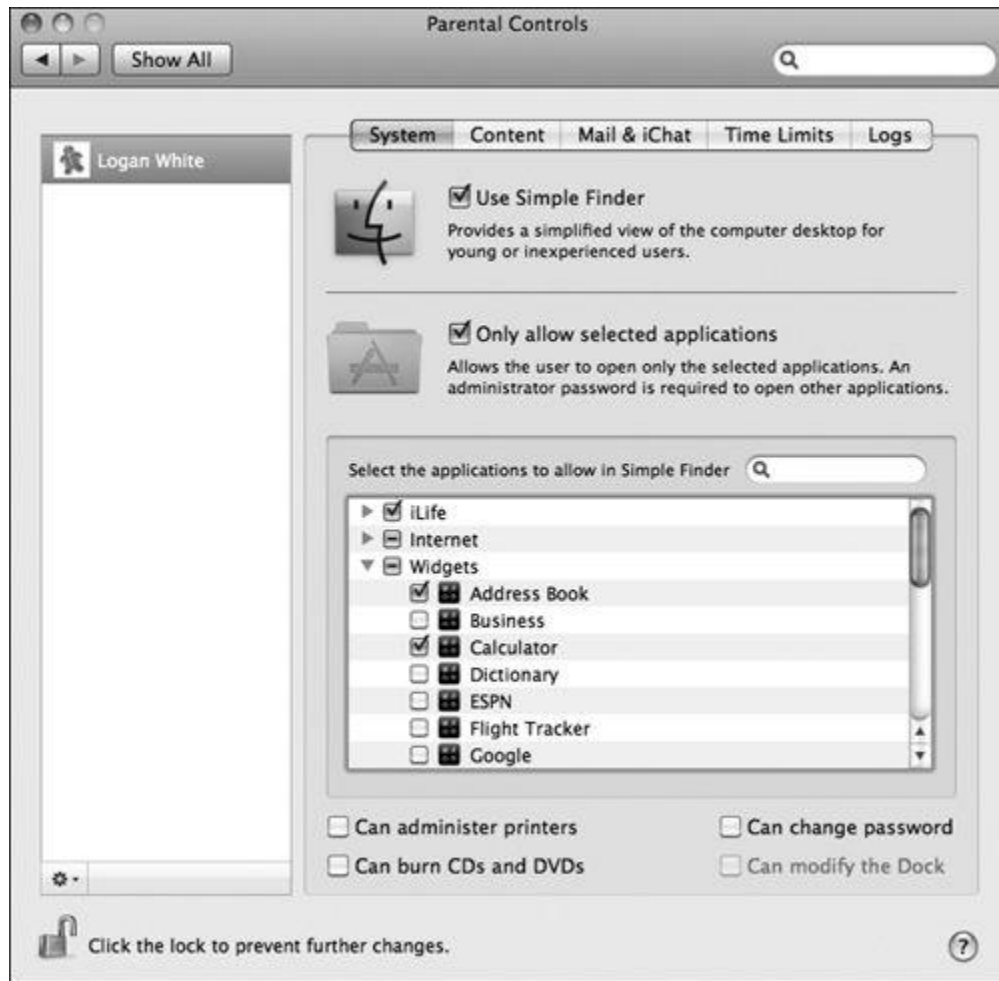 Parental Controls
Show All
Logan White
System Content Mail & iChat Time Limits Logs
Use Simple Finder
Provides a simplified view of the computer desktop for
young or inexperienced users.
Only allow selected applications
Allows the user to open only the selected applications. An
administrator password is required to open other applications.
Select the applications to allow in Simple Finder
iLife
Internet
Widgets
Address Book
Business
Calculator
Dictionary
ESPN
Flight Tracker
Google
Can administer printers
Can change password
Can burn CDs and DVDs
Can modify the Dock
Click the lock to prevent further changes.
?